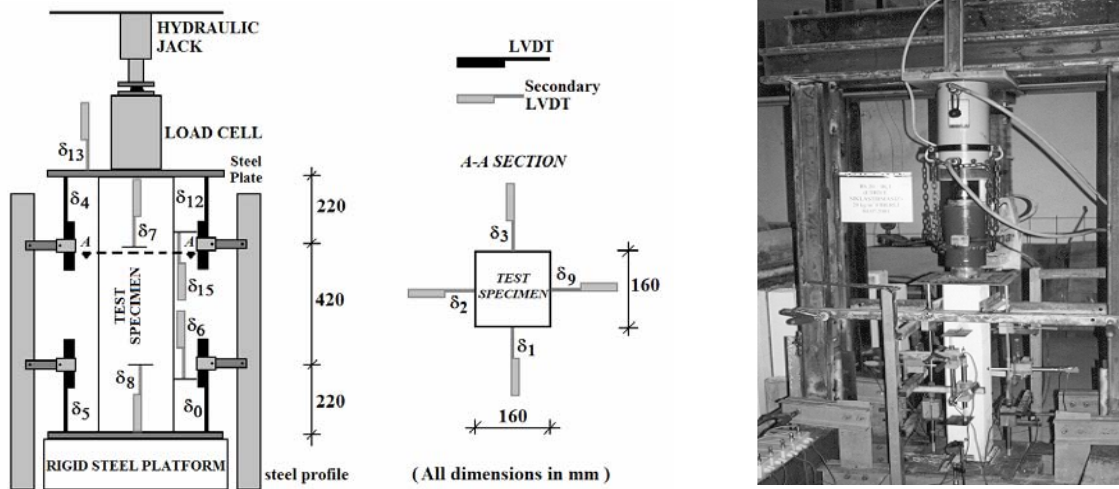 HYDRAULIC
JACK
LOAD CELL
δ13
Steel
Plate
δ4
δ12
δ7
A
A
δ15
TEST
SPECIMEN
δ6
δ8
δ5
δ0
RIGID STEEL PLATFORM
steel profile
220
420
220
LVDT
Secondary
LVDT
A-A SECTION
δ3
TEST
SPECIMEN
δ9
δ2
δ1
160
160
( All dimensions in mm )